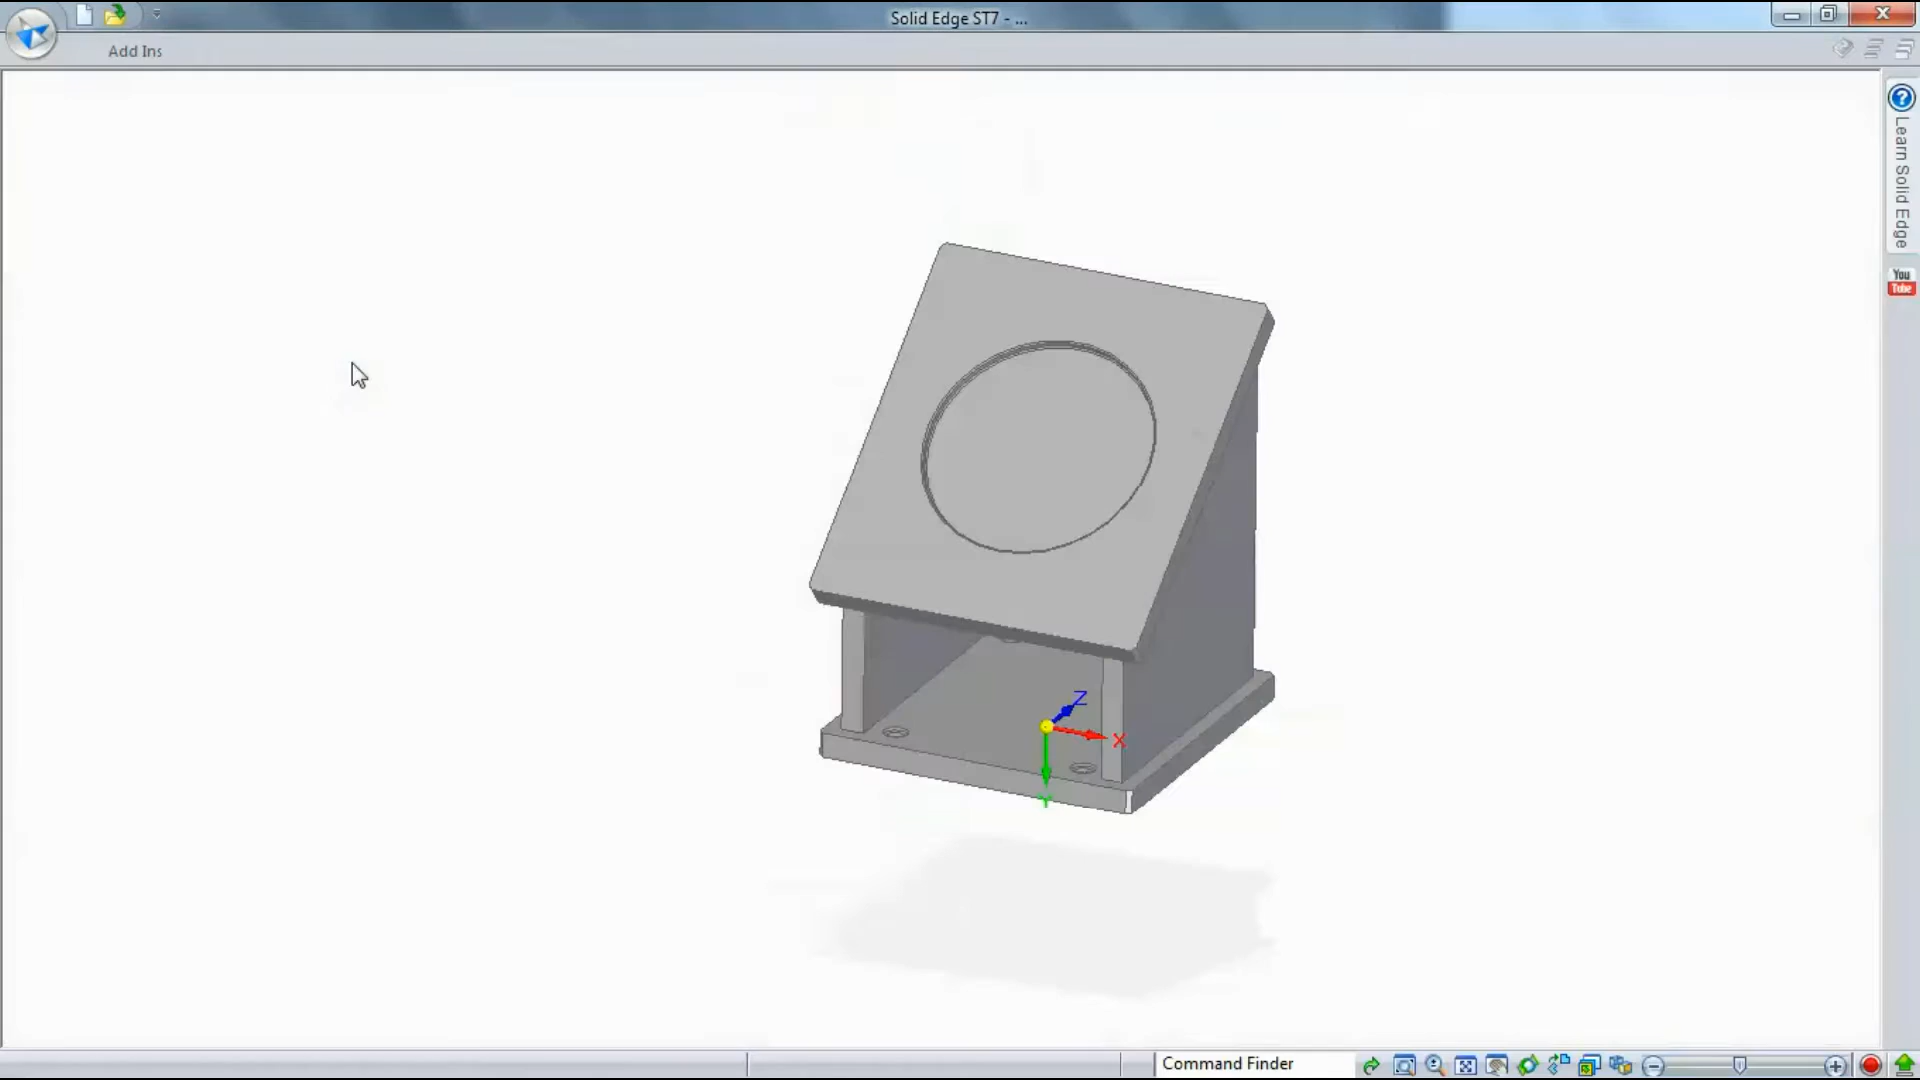 Solid Edge ST7 - ...
Add Ins
Learn Solid Edge
You
Tube
Z
X
Y
Command Finder